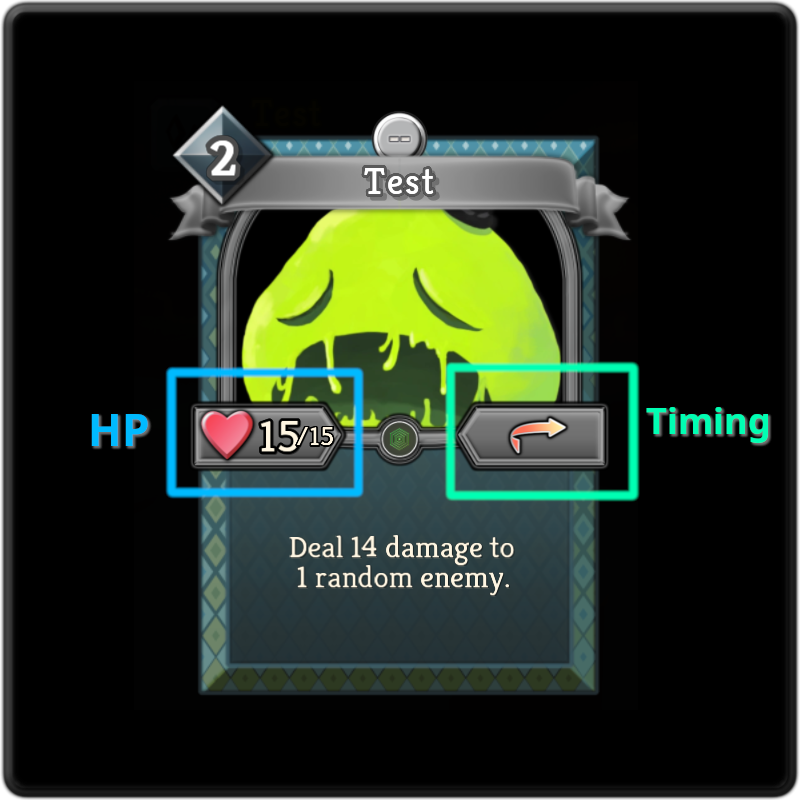 2
--
Test
HP
15/15
Timing
Deal 14 damage to
1 random enemy.